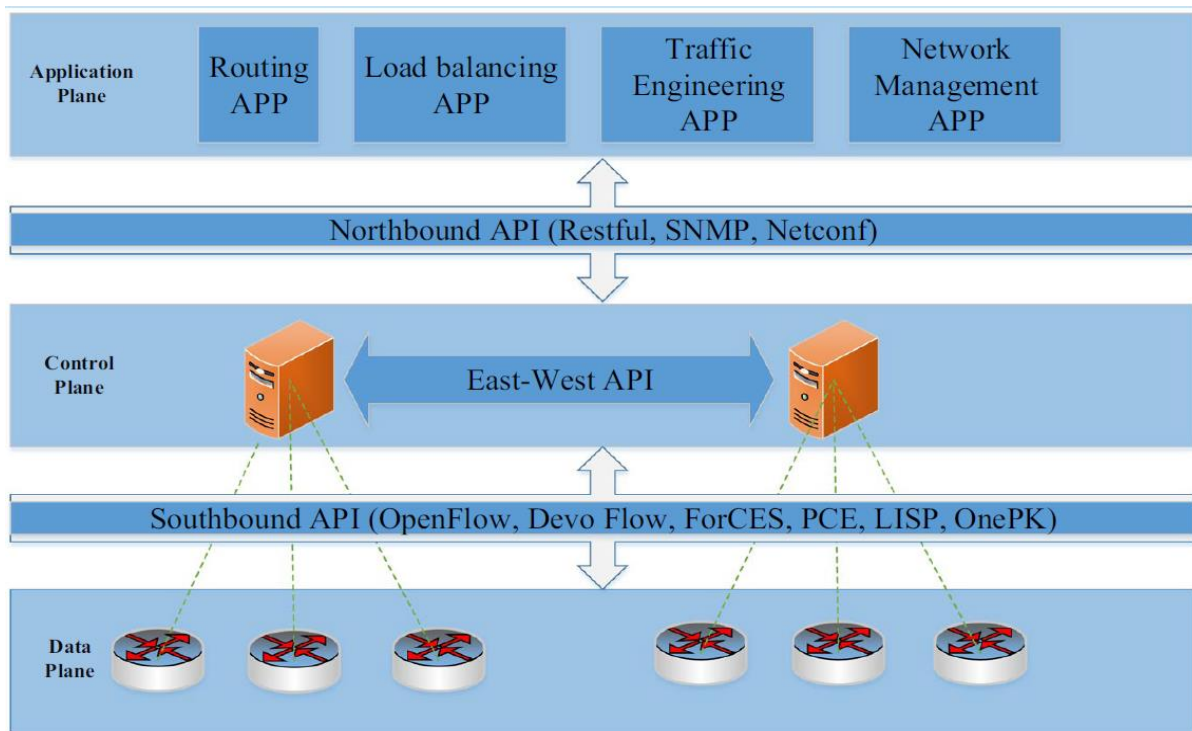 Application
Plane
Routing
APP
Load balancing
APP
Traffic
Engineering
APP
Network
Management
APP
Northbound API (Restful, SNMP, Netconf)
Control
Plane
East-West API
Southbound API (OpenFlow, Devo Flow, ForCES, PCE, LISP, OnePK)
Data
Plane